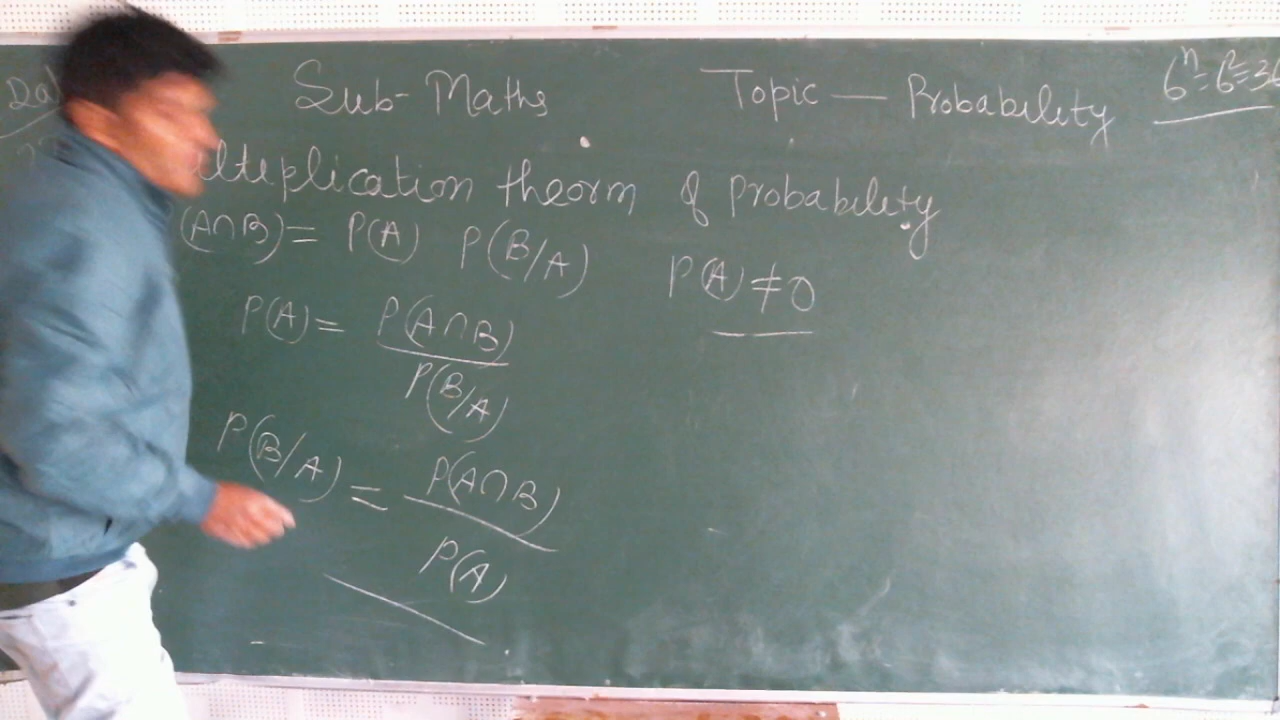 Sub- Maths Topic — Probability 6ⁿ = 6² = 36
ultiplication theorm of probability
(A∩B) = P(A) P(B/A) P(A) ≠ 0
P(A) = P(A∩B)
P(B/A)
P(B/A) = P(A∩B)
P(A)